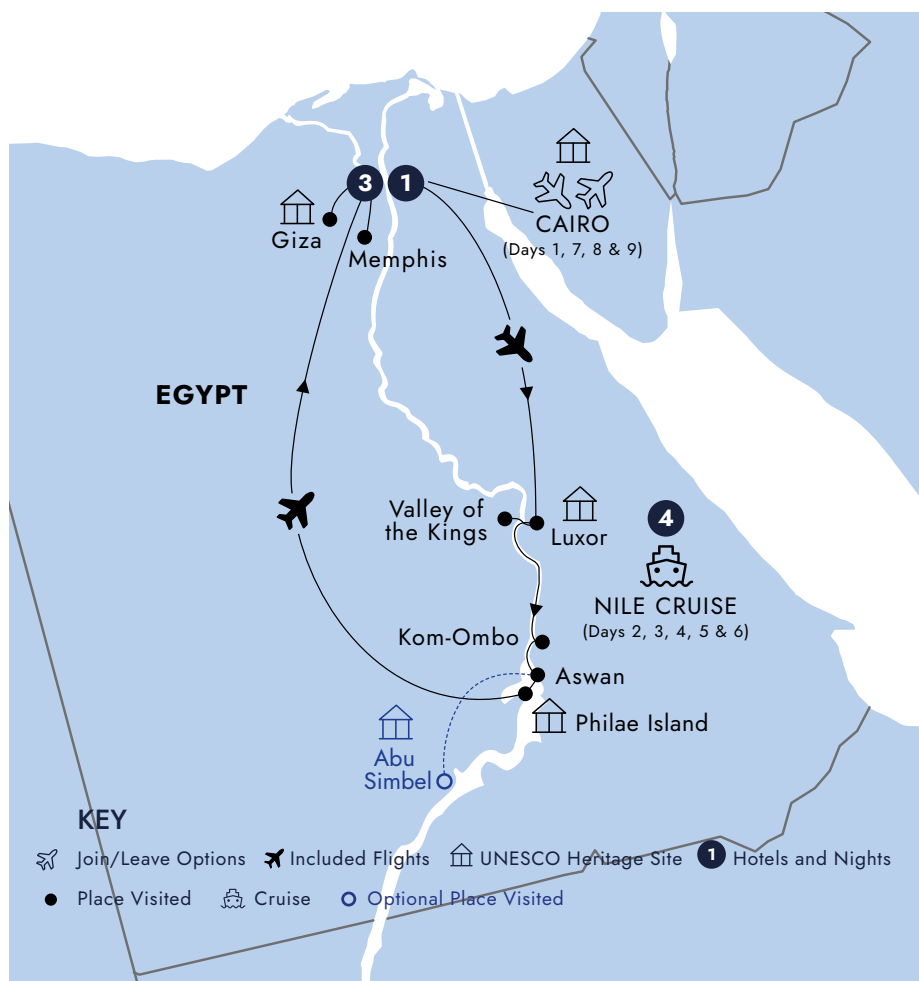 3
1
CAIRO
(Days 1, 7, 8 & 9)
Giza
Memphis
EGYPT
Valley of
the Kings
Luxor
4
NILE CRUISE
(Days 2, 3, 4, 5 & 6)
Kom-Ombo
Aswan
Philae Island
Abu
Simbel
KEY
Join/Leave Options
Included Flights
UNESCO Heritage Site
1
Hotels and Nights
Place Visited
Cruise
Optional Place Visited